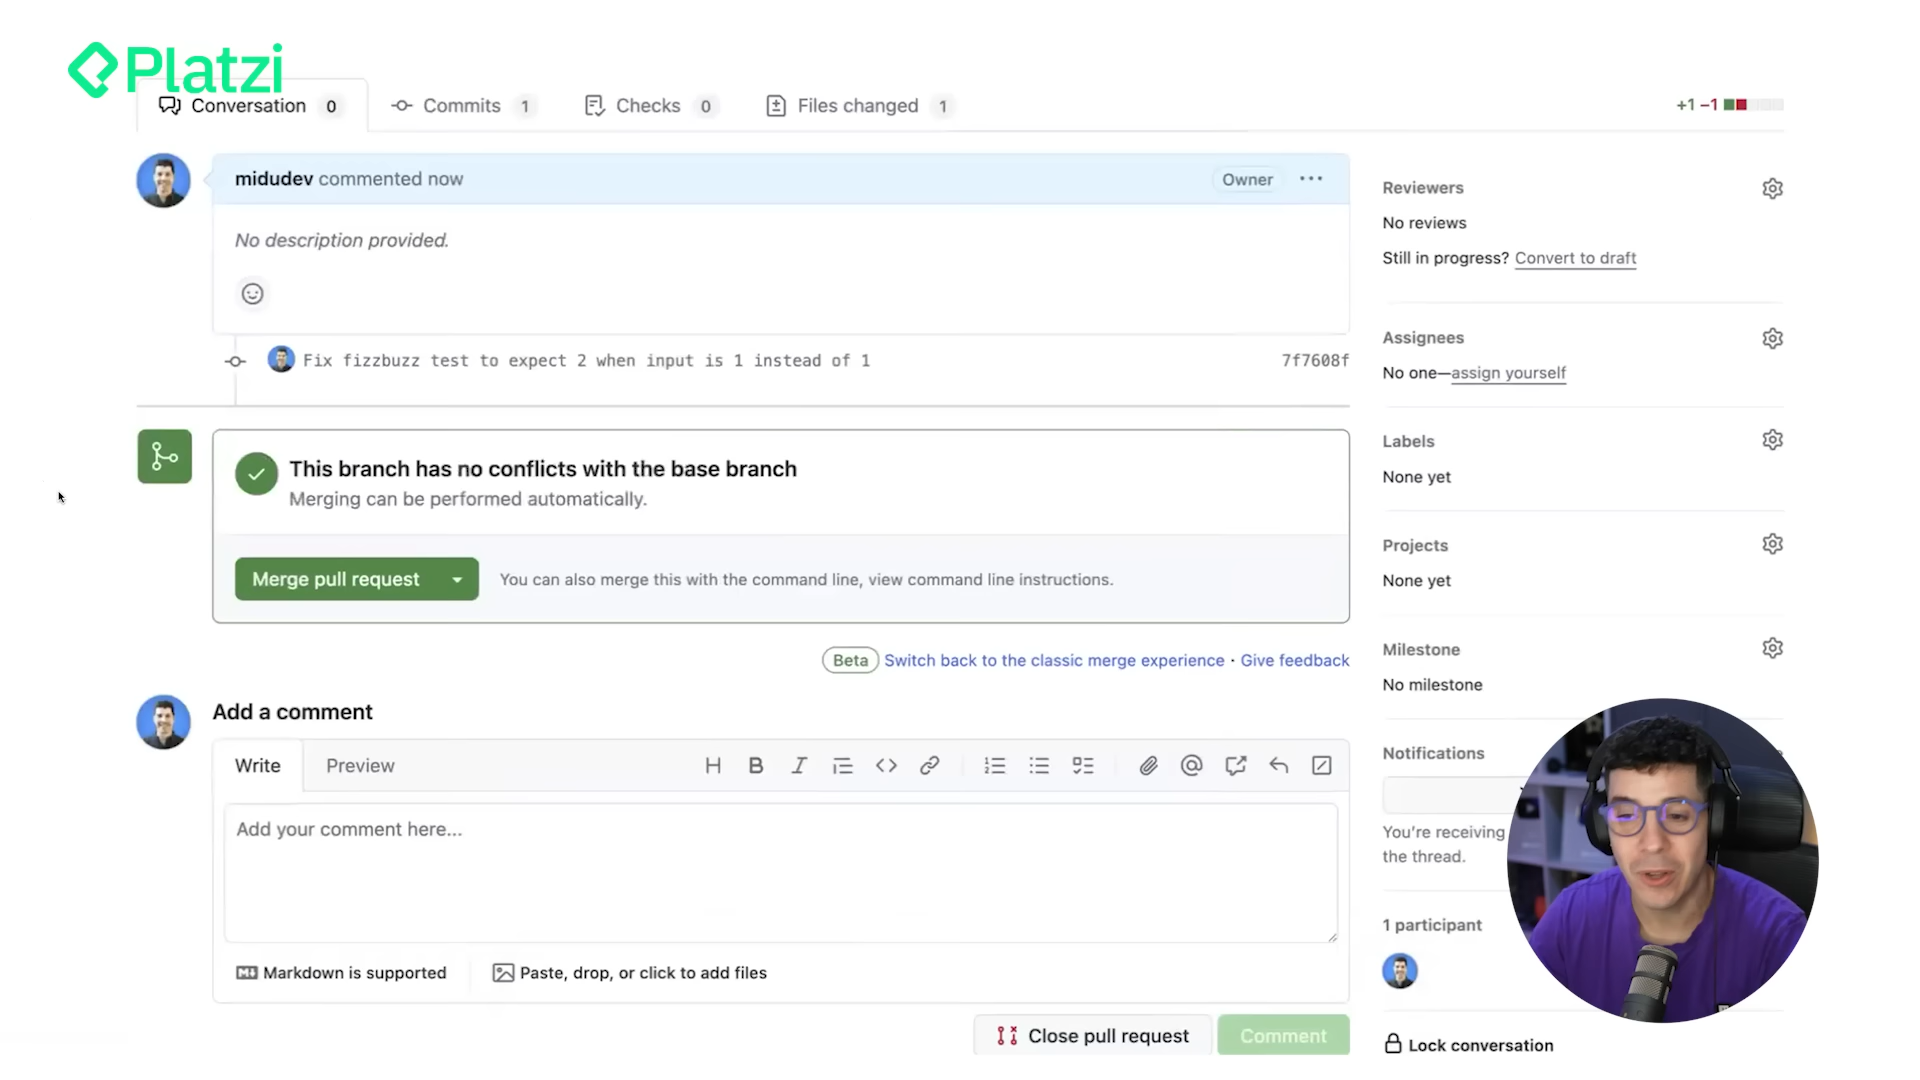 Platzi
Conversation 0
Commits 1
Checks 0
Files changed 1
+1 −1
midudev commented now
Owner
No description provided.
Fix fizzbuzz test to expect 2 when input is 1 instead of 1
7f7608f
This branch has no conflicts with the base branch
Merging can be performed automatically.
Merge pull request
You can also merge this with the command line, view command line instructions.
Beta
Switch back to the classic merge experience · Give feedback
Add a comment
Write
Preview
Add your comment here...
Markdown is supported
Paste, drop, or click to add files
Close pull request
Comment
Reviewers
No reviews
Still in progress? Convert to draft
Assignees
No one—assign yourself
Labels
None yet
Projects
None yet
Milestone
No milestone
Notifications
You're receiving
the thread.
1 participant
Lock conversation